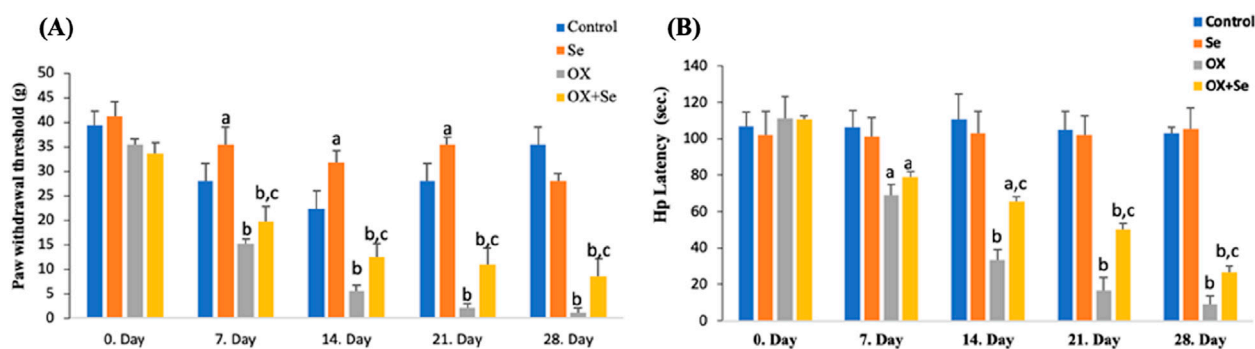 (A)
Control
Se
OX
OX+Se
Paw withdrawal threshold (g)
50
45
40
35
30
25
20
15
10
5
0
a
b
b,c
a
b
b,c
a
b
b,c
b
b,c
0. Day
7. Day
14. Day
21. Day
28. Day
(B)
Control
Se
OX
OX+Se
Hp Latency (sec.)
140
120
100
80
60
40
20
0
a
a
b
a,c
b
b,c
b
b,c
0. Day
7. Day
14. Day
21. Day
28. Day